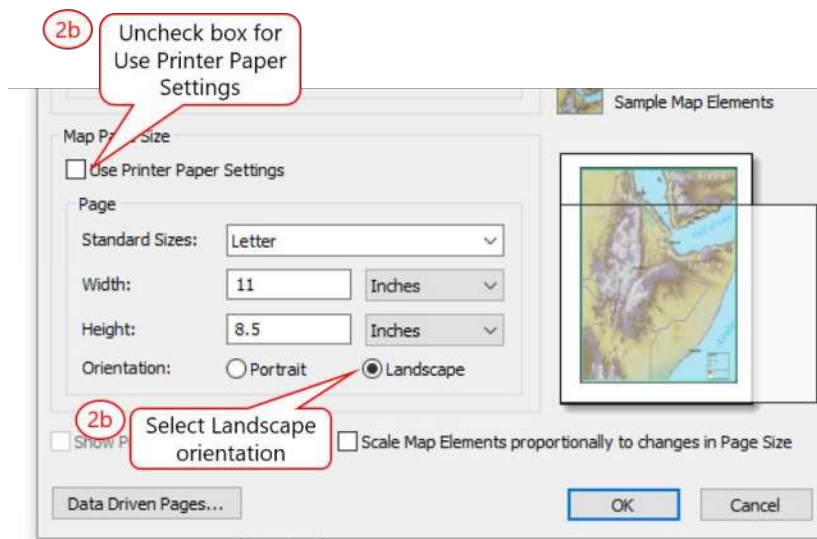 2b
Uncheck box for
Use Printer Paper
Settings
Sample Map Elements
Map Page Size
Use Printer Paper Settings
Page
Standard Sizes: Letter
Width: 11 Inches
Height: 8.5 Inches
Orientation: Portrait Landscape
2b
Select Landscape
orientation
Show P
Scale Map Elements proportionally to changes in Page Size
Data Driven Pages...
OK Cancel